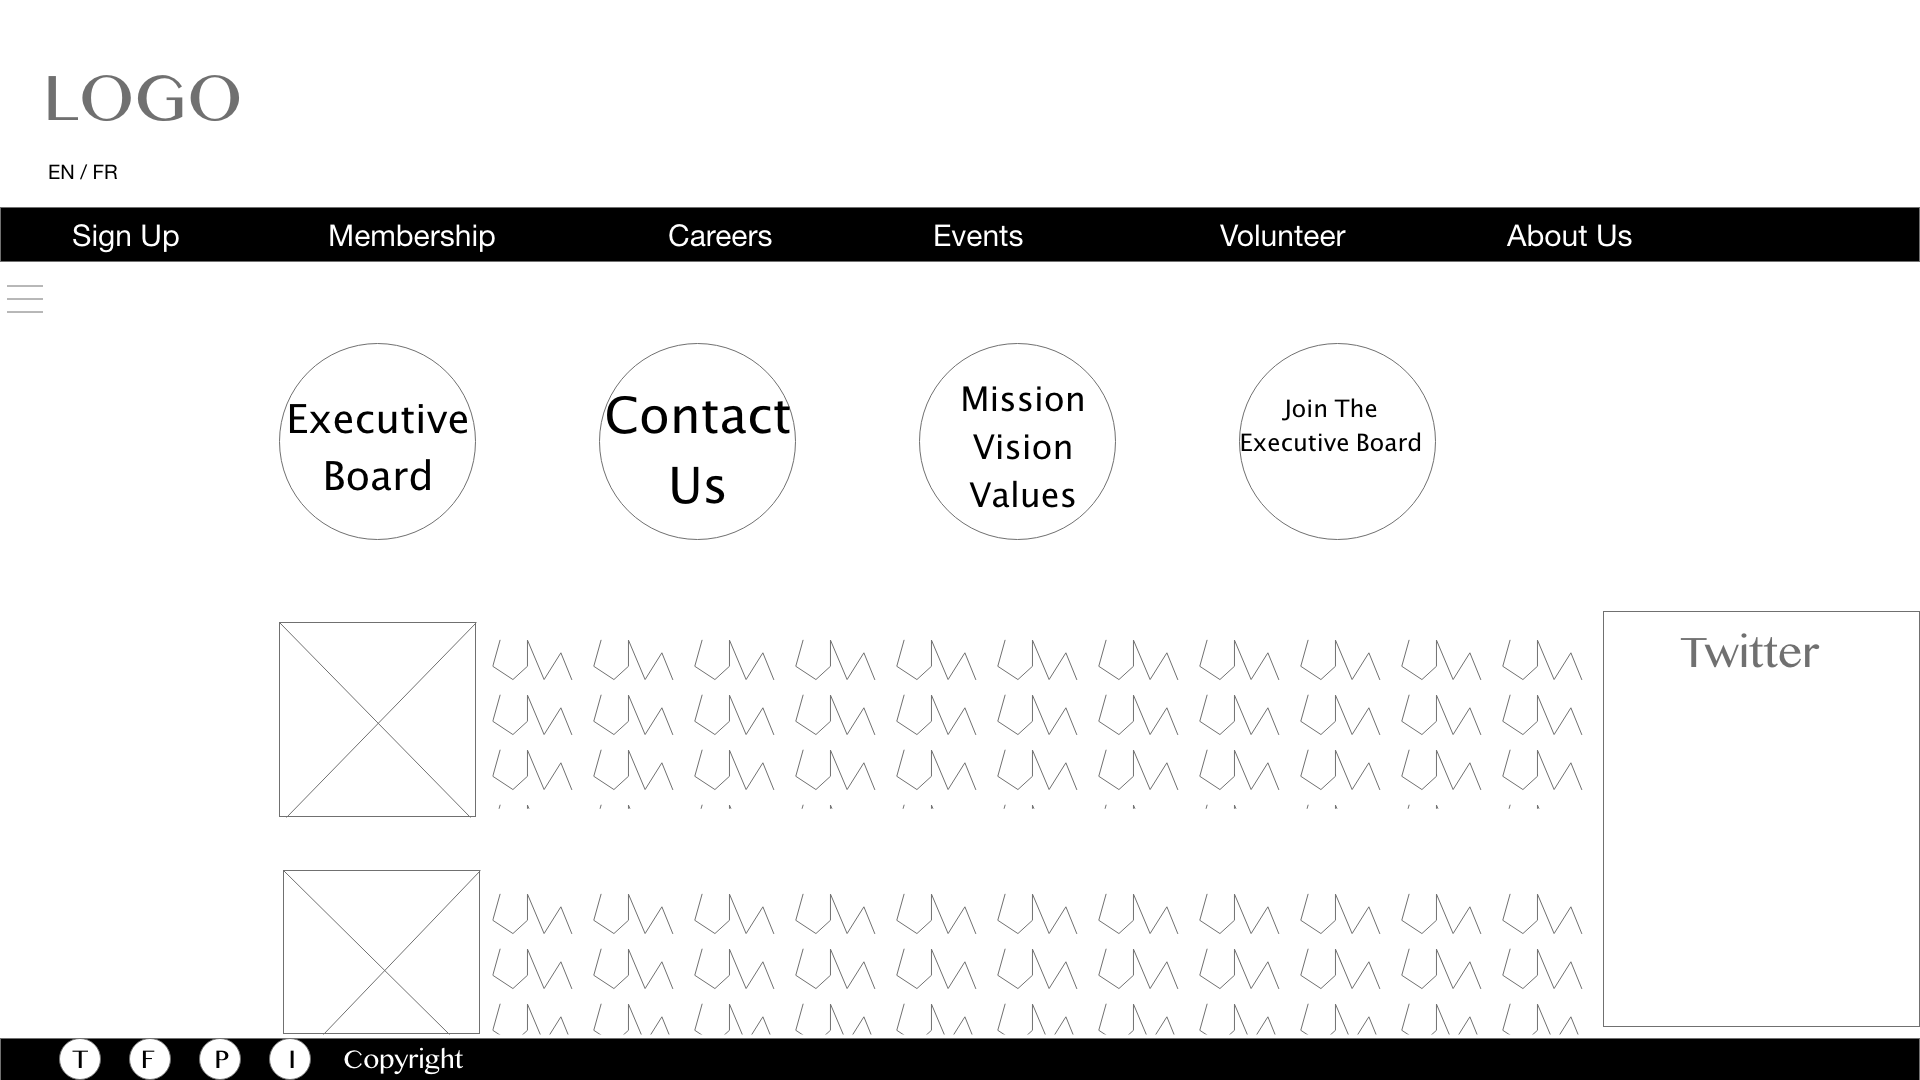 LOGO
EN / FR
Sign Up Membership Careers Events Volunteer About Us
Executive
Board
Contact
Us
Mission
Vision
Values
Join The
Executive Board
Twitter
T F P I Copyright